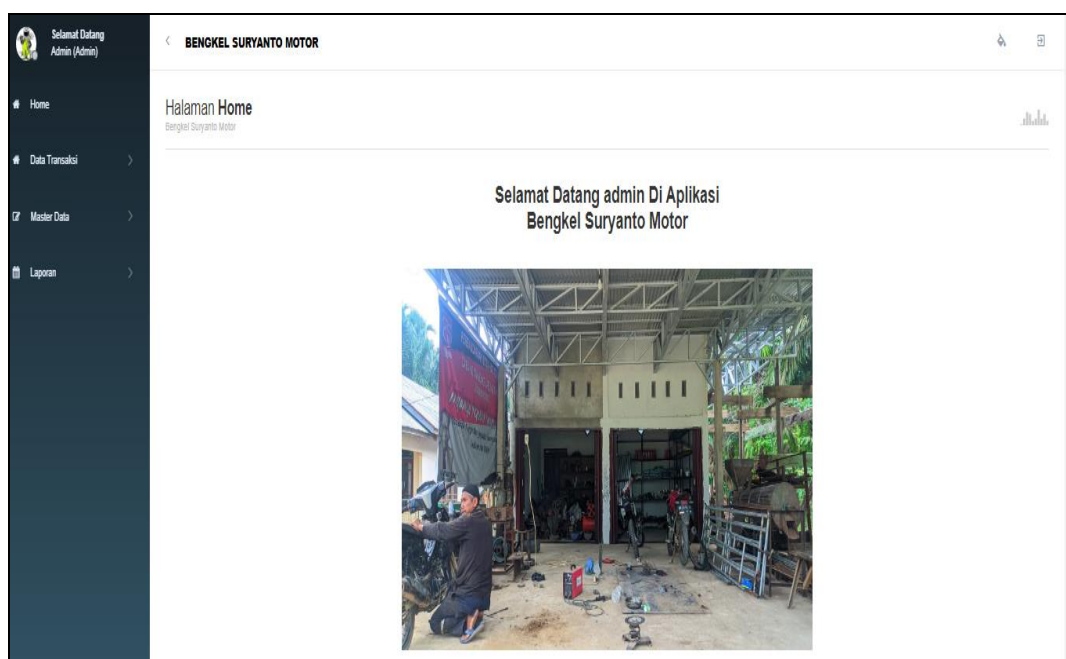 Selamat Datang
Admin (Admin)
Home
Data Transaksi
Master Data
Laporan
BENGKEL SURYANTO MOTOR
Halaman Home
Bengkel Suryanto Motor
Selamat Datang admin Di Aplikasi
Bengkel Suryanto Motor